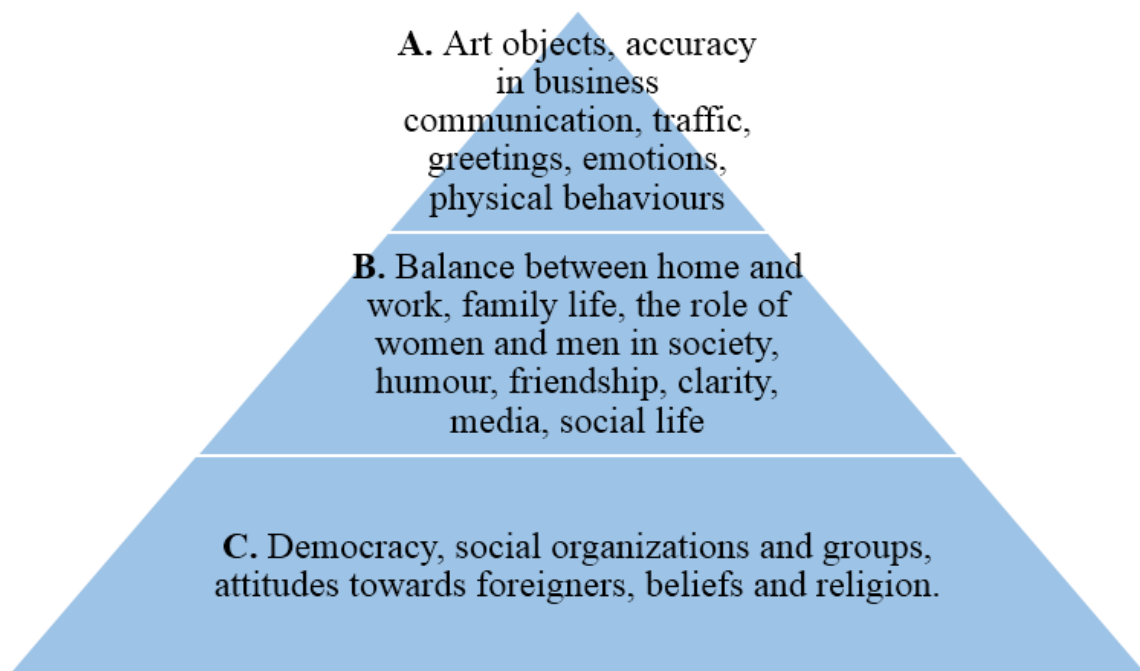 A. Art objects, accuracy
in business
communication, traffic,
greetings, emotions,
physical behaviours
B. Balance between home and
work, family life, the role of
women and men in society,
humour, friendship, clarity,
media, social life
C. Democracy, social organizations and groups,
attitudes towards foreigners, beliefs and religion.